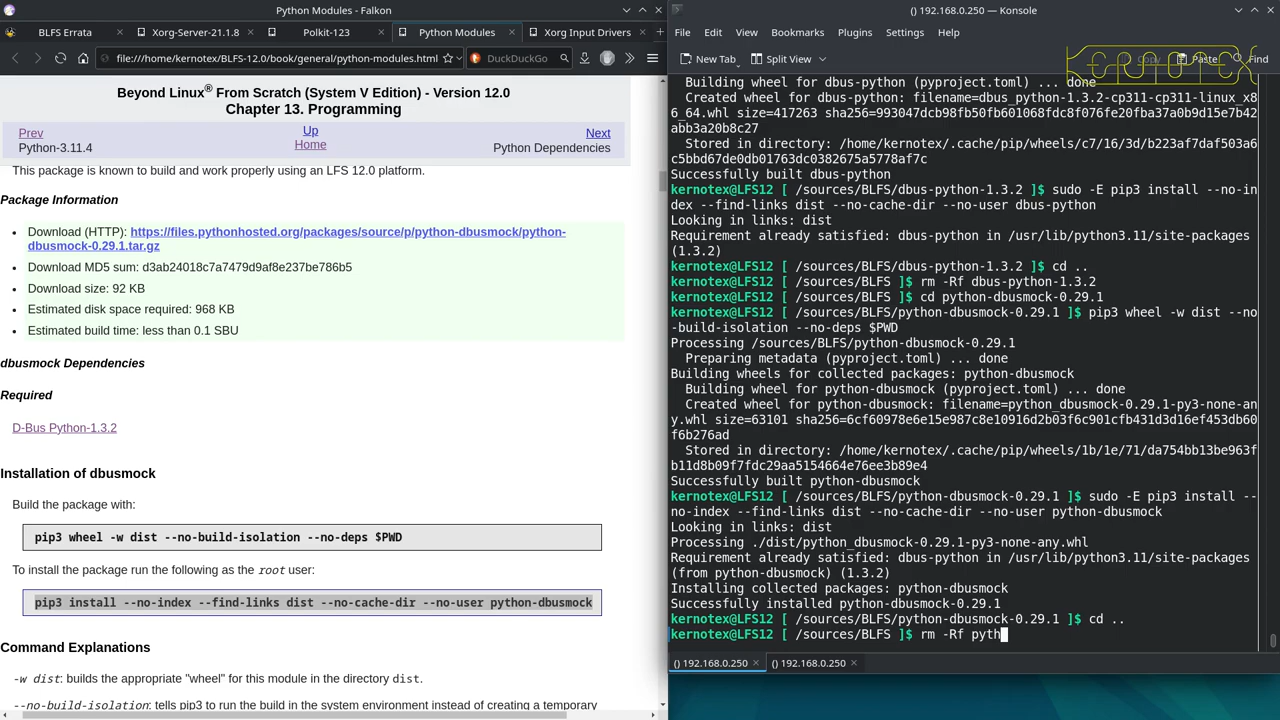 Python Modules - Falkon
BLFS Errata
Xorg-Server-21.1.8
Polkit-123
Python Modules
Xorg Input Drivers
file:///home/kernotex/BLFS-12.0/book/general/python-modules.html
DuckDuckGo
Beyond Linux® From Scratch (System V Edition) - Version 12.0
Chapter 13. Programming
Prev
Up
Next
Python-3.11.4
Home
Python Dependencies
This package is known to build and work properly using an LFS 12.0 platform.
Package Information
• Download (HTTP): https://files.pythonhosted.org/packages/source/p/python-dbusmock/python-
dbusmock-0.29.1.tar.gz
• Download MD5 sum: d3ab24018c7a7479d9af8e237be786b5
• Download size: 92 KB
• Estimated disk space required: 968 KB
• Estimated build time: less than 0.1 SBU
dbusmock Dependencies
Required
D-Bus Python-1.3.2
Installation of dbusmock
Build the package with:
pip3 wheel -w dist --no-build-isolation --no-deps $PWD
To install the package run the following as the root user:
pip3 install --no-index --find-links dist --no-cache-dir --no-user python-dbusmock
Command Explanations
-w dist: builds the appropriate "wheel" for this module in the directory dist.
--no-build-isolation: tells pip3 to run the build in the system environment instead of creating a temporary
() 192.168.0.250 — Konsole
File Edit View Bookmarks Plugins Settings Help
New Tab
Split View
Copy
Paste
Find
Kernotex
Building wheel for dbus-python (pyproject.toml) ... done
Created wheel for dbus-python: filename=dbus_python-1.3.2-cp311-cp311-linux_x8
6_64.whl size=417263 sha256=993047dcb98fb50fb601068fdc8f076fe20fba37a0b9d15e7b42
abb3a20b8c27
Stored in directory: /home/kernotex/.cache/pip/wheels/c7/16/3d/b223af7daf503a6
c5bbd67de0db01763dc0382675a5778af7c
Successfully built dbus-python
kernotex@LFS12 [ /sources/BLFS/dbus-python-1.3.2 ]$ sudo -E pip3 install --no-in
dex --find-links dist --no-cache-dir --no-user dbus-python
Looking in links: dist
Requirement already satisfied: dbus-python in /usr/lib/python3.11/site-packages
(1.3.2)
kernotex@LFS12 [ /sources/BLFS/dbus-python-1.3.2 ]$ cd ..
kernotex@LFS12 [ /sources/BLFS ]$ rm -Rf dbus-python-1.3.2
kernotex@LFS12 [ /sources/BLFS ]$ cd python-dbusmock-0.29.1
kernotex@LFS12 [ /sources/BLFS/python-dbusmock-0.29.1 ]$ pip3 wheel -w dist --no
-build-isolation --no-deps $PWD
Processing /sources/BLFS/python-dbusmock-0.29.1
Preparing metadata (pyproject.toml) ... done
Building wheels for collected packages: python-dbusmock
Building wheel for python-dbusmock (pyproject.toml) ... done
Created wheel for python-dbusmock: filename=python_dbusmock-0.29.1-py3-none-an
y.whl size=63101 sha256=6cf60978e6e15e987c8e10916d2b03f6c901cfb431d3d16ef453db60
f6b276ad
Stored in directory: /home/kernotex/.cache/pip/wheels/1b/1e/71/da754bb13be963f
b11d8b09f7fdc29aa5154664e76ee3b89e4
Successfully built python-dbusmock
kernotex@LFS12 [ /sources/BLFS/python-dbusmock-0.29.1 ]$ sudo -E pip3 install --
no-index --find-links dist --no-cache-dir --no-user python-dbusmock
Looking in links: dist
Processing ./dist/python_dbusmock-0.29.1-py3-none-any.whl
Requirement already satisfied: dbus-python in /usr/lib/python3.11/site-packages
(from python-dbusmock) (1.3.2)
Installing collected packages: python-dbusmock
Successfully installed python-dbusmock-0.29.1
kernotex@LFS12 [ /sources/BLFS/python-dbusmock-0.29.1 ]$ cd ..
kernotex@LFS12 [ /sources/BLFS ]$ rm -Rf pyth
() 192.168.0.250
() 192.168.0.250